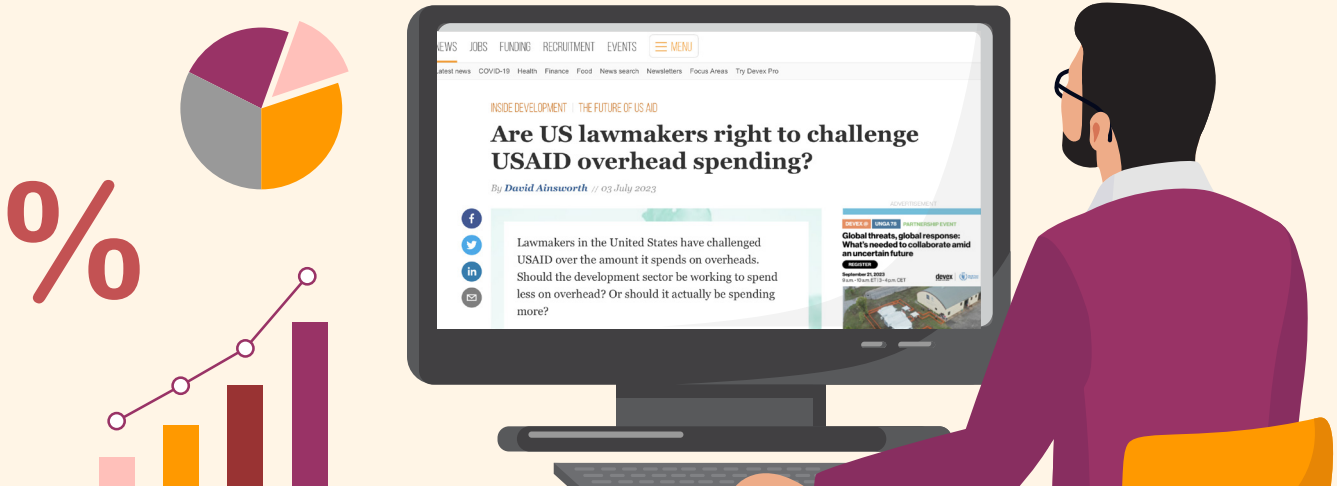 %
NEWS JOBS FUNDING RECRUITMENT EVENTS MENU
Latest news COVID-19 Health Finance Food News search Newsletters Focus Areas Try Devex Pro
INSIDE DEVELOPMENT | THE FUTURE OF US AID
Are US lawmakers right to challenge
USAID overhead spending?
By David Ainsworth // 03 July 2023
Lawmakers in the United States have challenged
USAID over the amount it spends on overheads.
Should the development sector be working to spend
less on overhead? Or should it actually be spending
more?
ADVERTISEMENT
DEVEX @ UNGA 78 PARTNERSHIP EVENT
Global threats, global response:
What's needed to collaborate amid
an uncertain future
REGISTER
September 21, 2023
devex